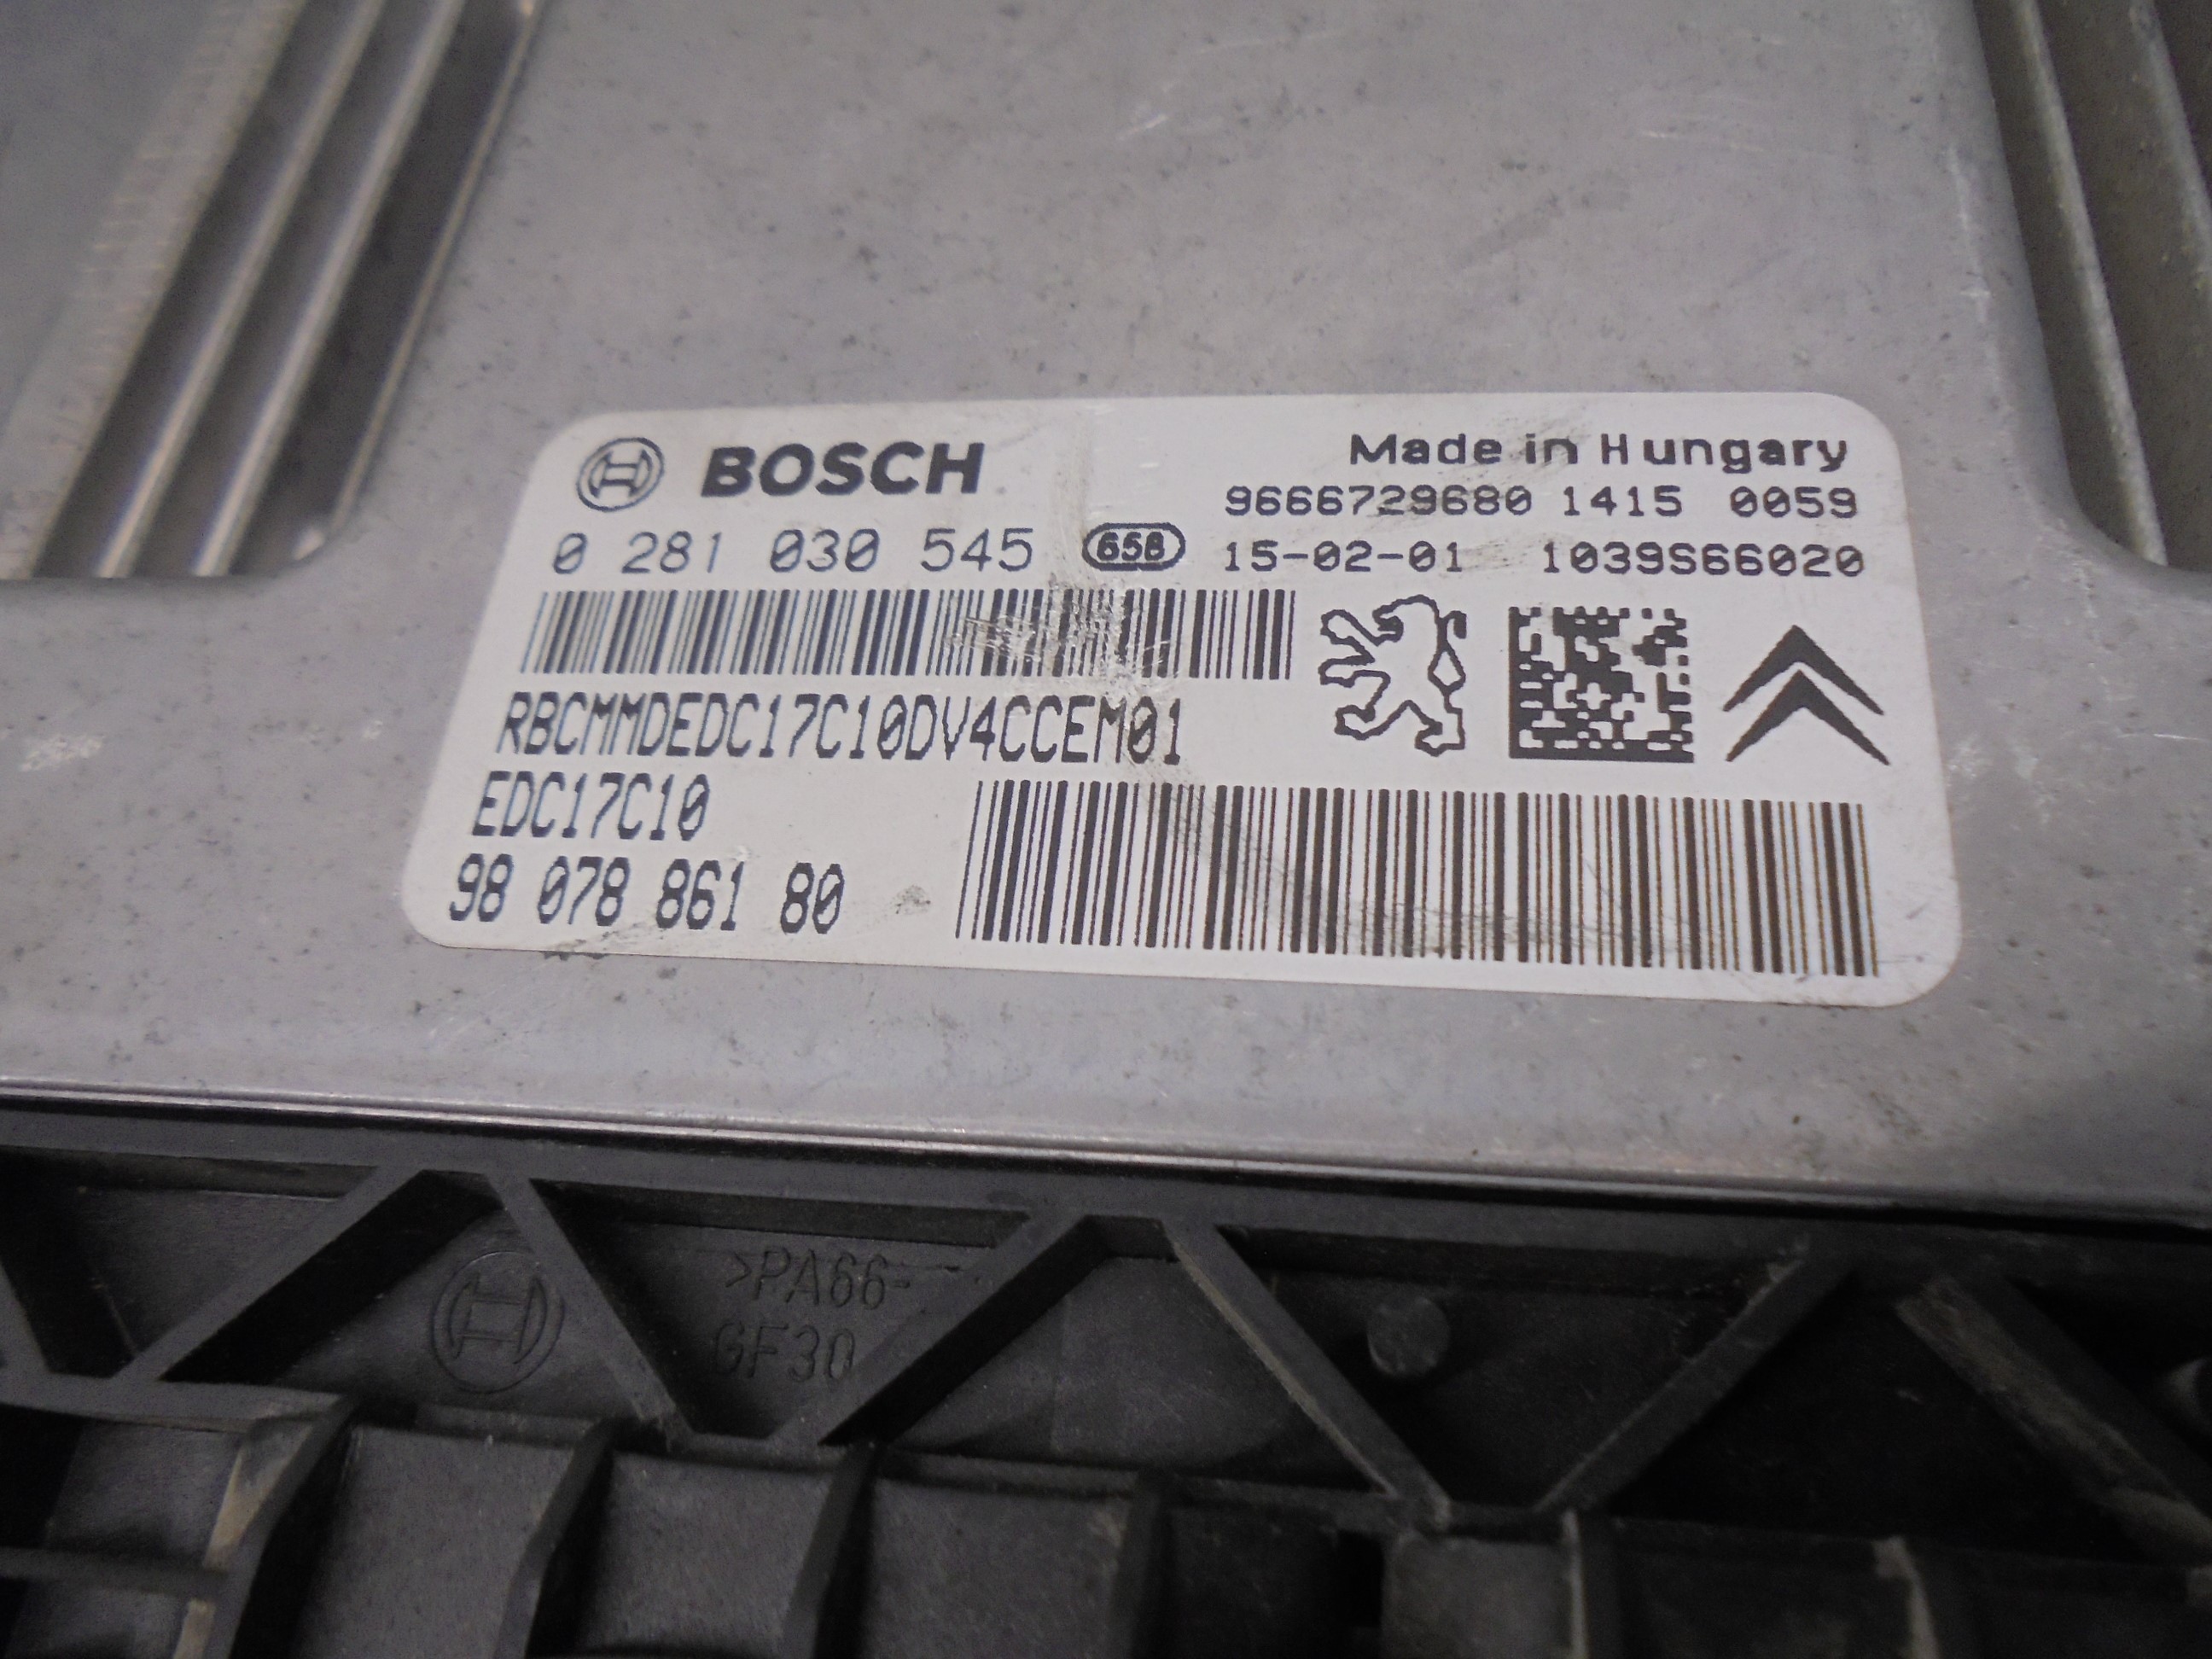 BOSCH
Made in Hungary
9666729680 1415 0059
0 281 030 545 658 15-02-01 1039S66020
RBCMMDEDC17C10DV4CCEM01
EDC17C10
98 078 861 80
>PA66-
GF30